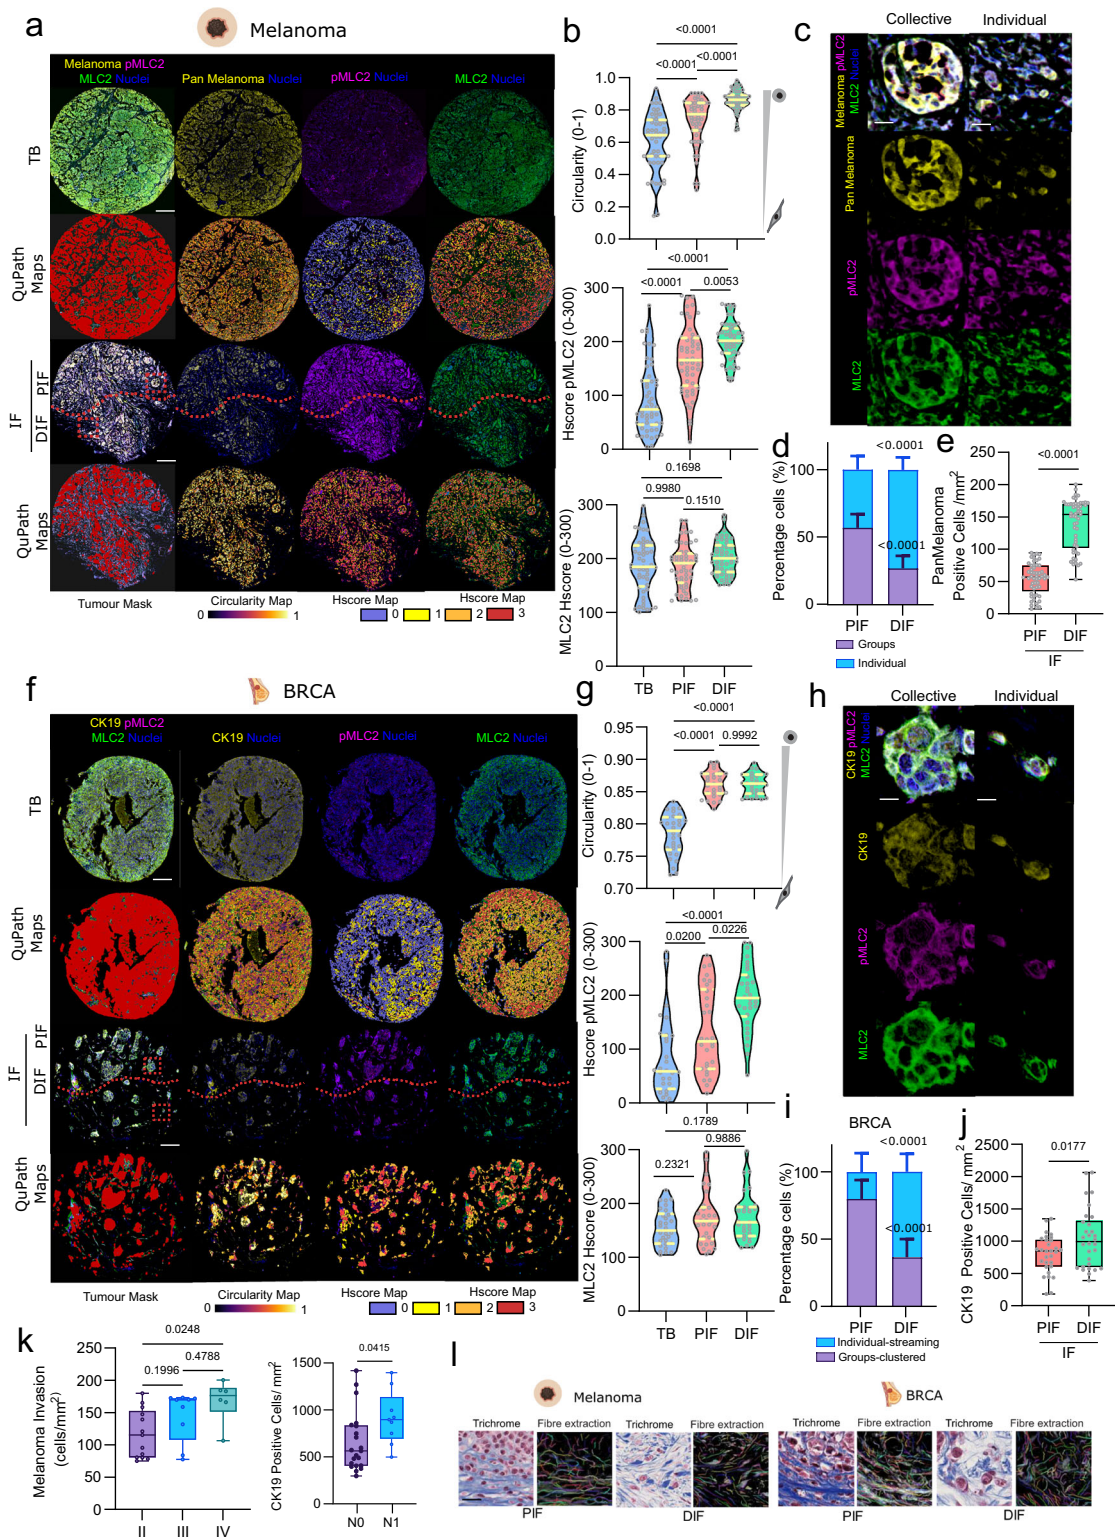 a
Melanoma
Melanoma pMLC2
MLC2 Nuclei
Pan Melanoma Nuclei
pMLC2 Nuclei
MLC2 Nuclei
TB
QuPath
Maps
IF
PIF
DIF
QuPath
Maps
Tumour Mask
Circularity Map
0
1
Hscore Map
Hscore Map
0
1
2
3
b
<0.0001
<0.0001
<0.0001
Circularity (0-1)
1.0
0.8
0.6
0.4
0.2
0.0
<0.0001
<0.0001
0.0053
Hscore pMLC2 (0-300)
300
200
100
0
0.1698
0.9980
0.1510
MLC2 Hscore (0-300)
300
200
100
0
TB
PIF
DIF
c
Collective
Individual
Melanoma pMLC2
MLC2 Nuclei
Pan Melanoma
pMLC2
MLC2
d
<0.0001
<0.0001
Percentage cells (%)
100
50
0
PIF
DIF
Groups
Individual
e
<0.0001
PanMelanoma
Positive Cells /mm²
250
200
150
100
50
0
PIF
DIF
IF
f
BRCA
CK19 pMLC2
MLC2 Nuclei
CK19 Nuclei
pMLC2 Nuclei
MLC2 Nuclei
TB
QuPath
Maps
IF
PIF
DIF
QuPath
Maps
Tumour Mask
Circularity Map
0
1
Hscore Map
Hscore Map
0
1
2
3
g
<0.0001
<0.0001
0.9992
Circularity (0-1)
0.95
0.90
0.85
0.80
0.75
0.70
<0.0001
0.0200
0.0226
Hscore pMLC2 (0-300)
300
200
100
0
0.1789
0.9886
0.2321
MLC2 Hscore (0-300)
300
200
100
0
TB
PIF
DIF
h
Collective
Individual
CK19 pMLC2
MLC2 Nuclei
CK19
pMLC2
MLC2
i
BRCA
<0.0001
<0.0001
Percentage cells (%)
100
50
0
PIF
DIF
Individual-streaming
Groups-clustered
j
0.0177
CK19 Positive Cells/ mm²
2500
2000
1500
1000
500
0
PIF
DIF
IF
k
0.0248
0.1996
0.4788
Melanoma Invasion
(cells/mm²)
250
200
150
100
50
0
II
III
IV
0.0415
CK19 Positive Cells/ mm²
1500
1000
500
0
N0
N1
l
Melanoma
BRCA
Trichrome
Fibre extraction
Trichrome
Fibre extraction
Trichrome
Fibre extraction
Trichrome
Fibre extraction
PIF
DIF
PIF
DIF